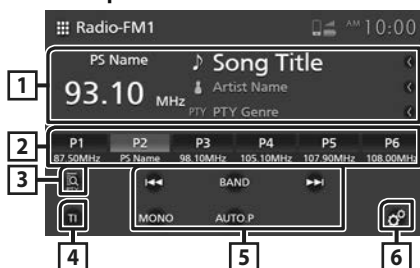 Radio-FM1 AM 10:00
PS Name Song Title
93.10 MHz Artist Name
PTY PTY Genre
1
2
P1 P2 P3 P4 P5 P6
87.50MHz PS Name 98.10MHz 105.10MHz 107.90MHz 108.00MHz
3
BAND
TI MONO AUTO.P
4 5 6